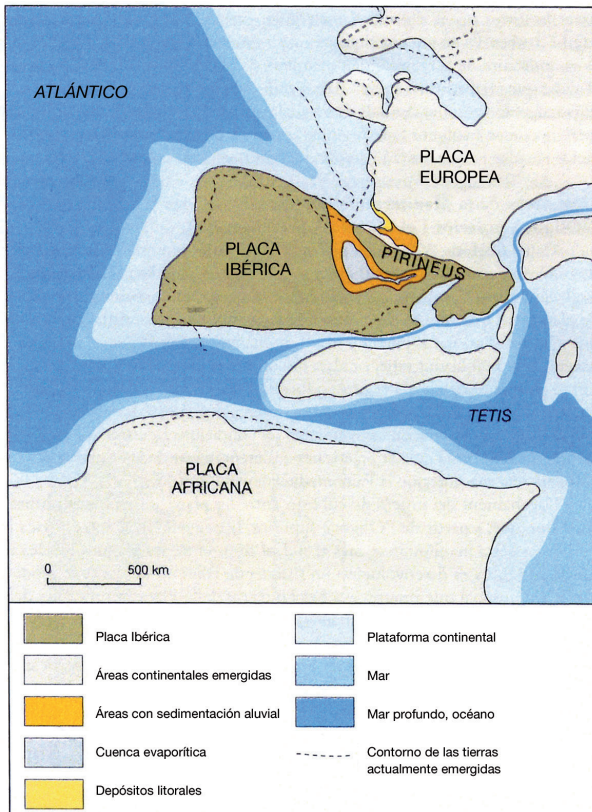 ATLÁNTICO
PLACA
EUROPEA
PLACA
IBÉRICA
PIRINEUS
TETIS
PLACA
AFRICANA
0 500 km
Placa Ibérica
Áreas continentales emergidas
Áreas con sedimentación aluvial
Cuenca evaporítica
Depósitos litorales
Plataforma continental
Mar
Mar profundo, océano
Contorno de las tierras
actualmente emergidas